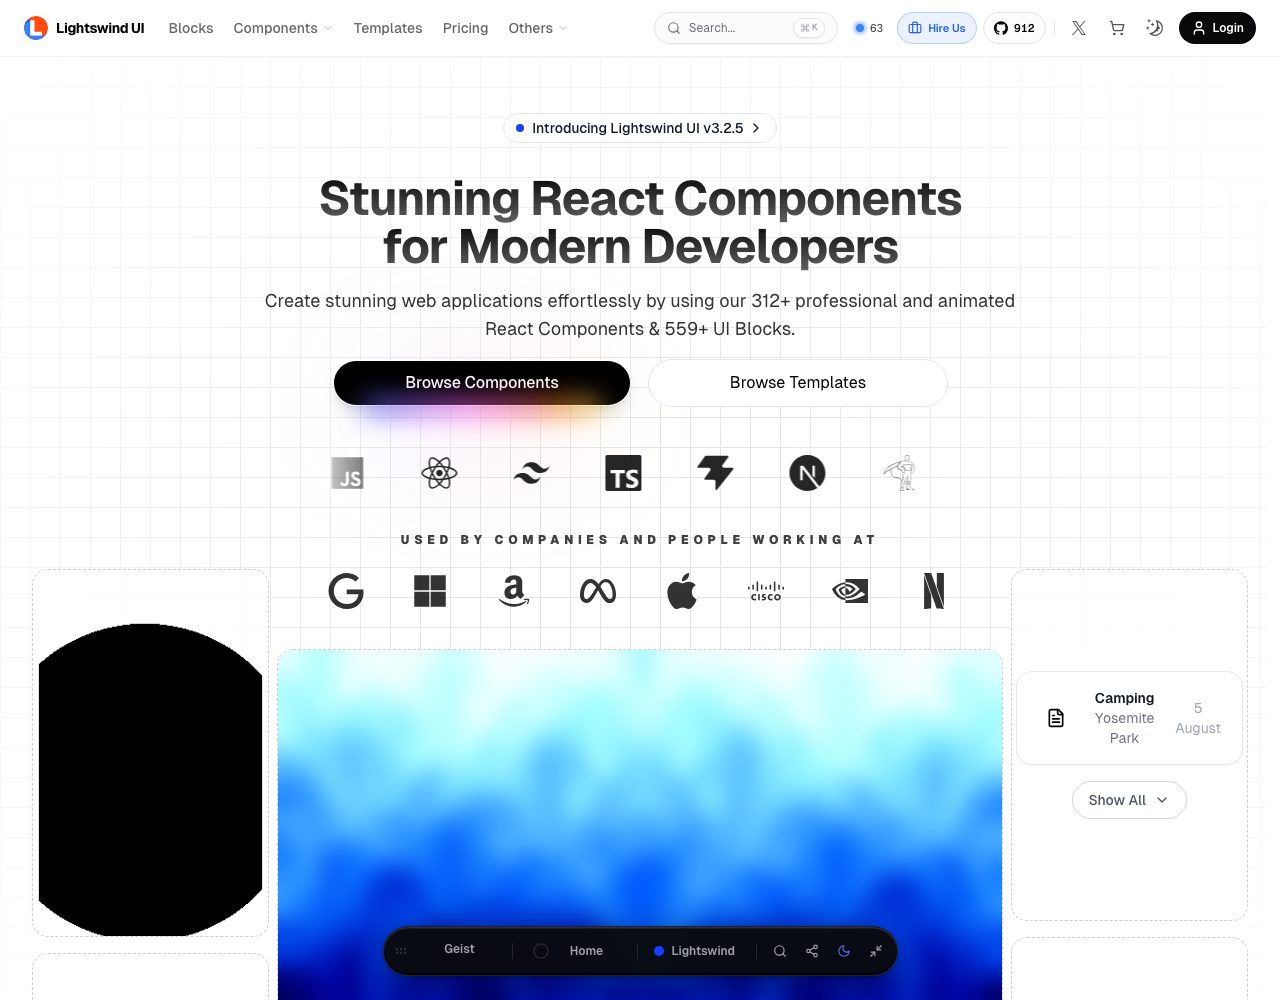 Lightswind UI
Blocks
Components
Templates
Pricing
Others
Search...
⌘K
63
Hire Us
912
Login
Introducing Lightswind UI v3.2.5
Stunning React Components
for Modern Developers
Create stunning web applications effortlessly by using our 312+ professional and animated
React Components & 559+ UI Blocks.
Browse Components
Browse Templates
JS
TS
N
USED BY COMPANIES AND PEOPLE WORKING AT
CISCO
Camping
Yosemite
Park
5
August
Show All
Geist
Home
Lightswind